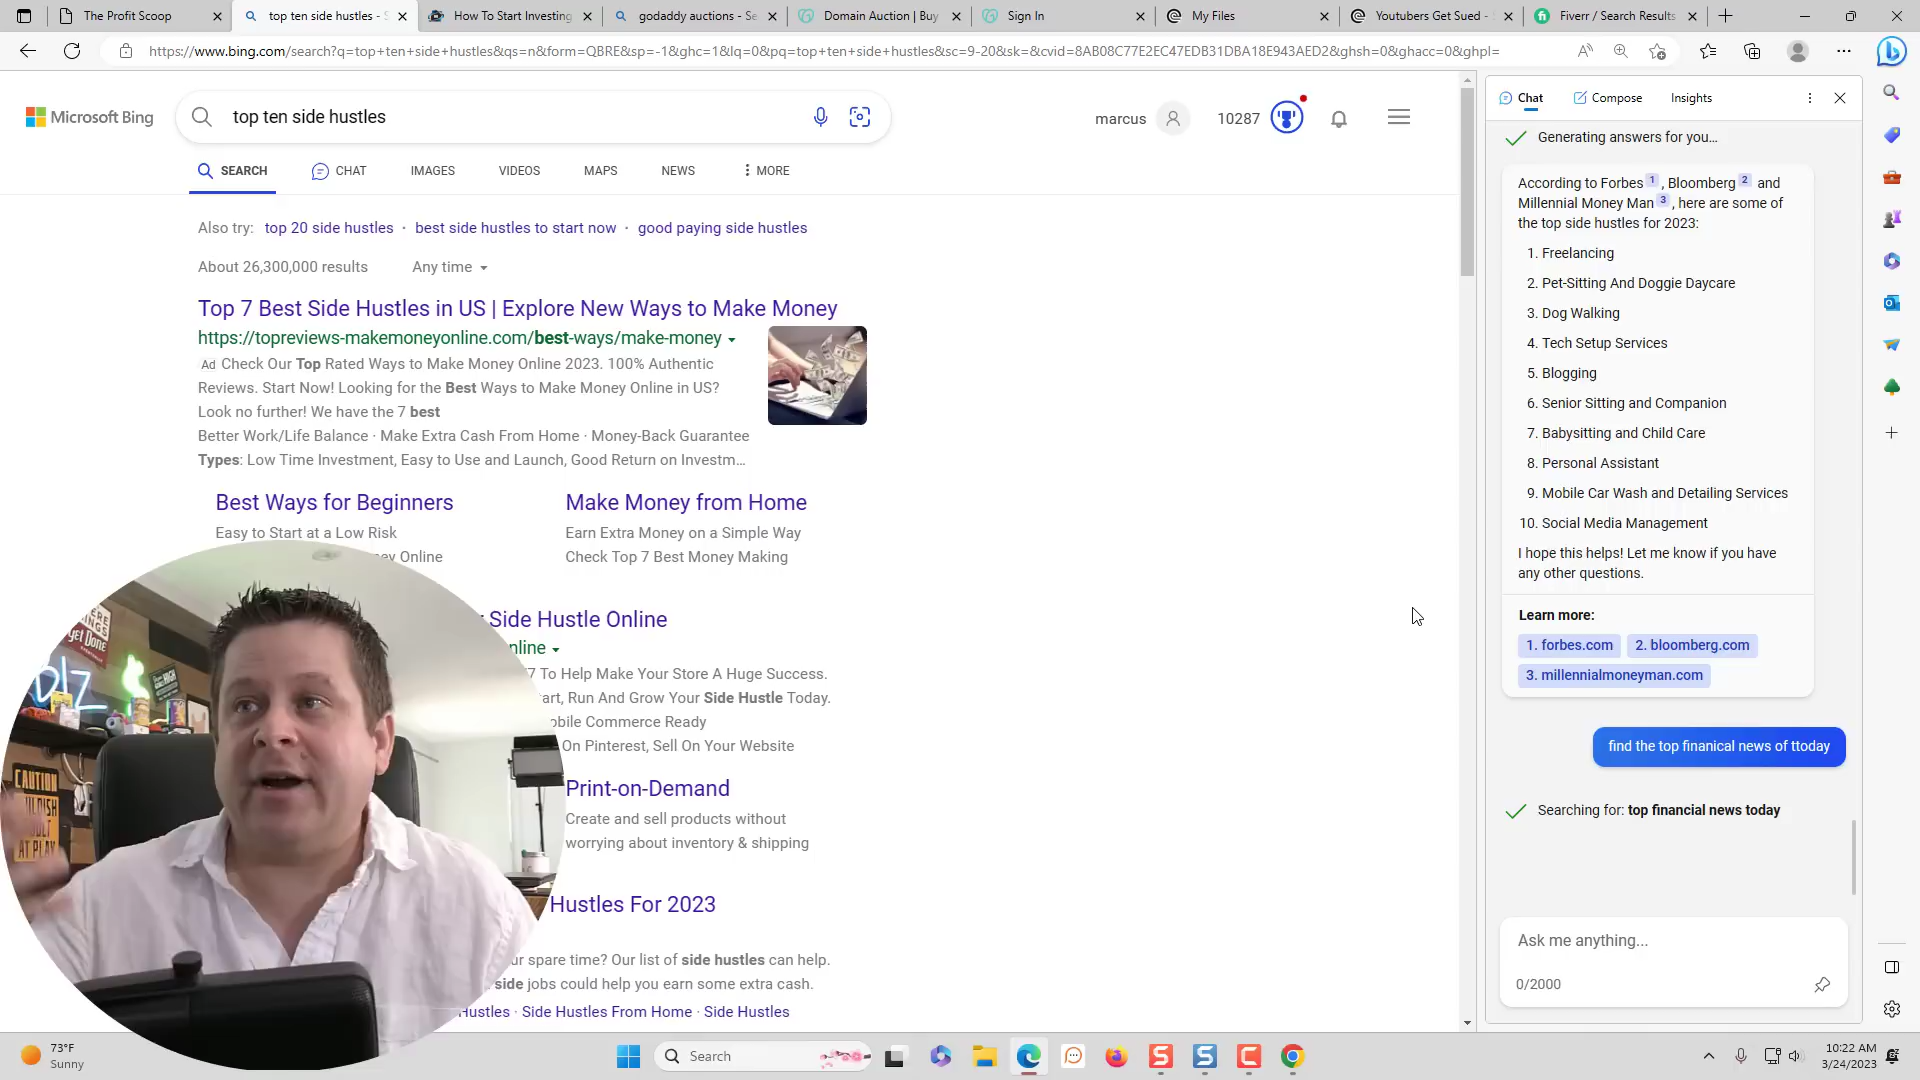 The Profit Scoop
top ten side hustles - S
How To Start Investing
godaddy auctions - Se
Domain Auction | Buy
Sign In
My Files
Youtubers Get Sued -
Fiverr / Search Results
https://www.bing.com/search?q=top+ten+side+hustles&qs=n&form=QBRE&sp=-1&ghc=1&lq=0&pq=top+ten+side+hustles&sc=9-20&sk=&cvid=8AB08C77E2EC47EDB31DBA18E943AED2&ghsh=0&ghacc=0&ghpl=
Microsoft Bing
top ten side hustles
marcus
10287
SEARCH
CHAT
IMAGES
VIDEOS
MAPS
NEWS
MORE
Also try: top 20 side hustles · best side hustles to start now · good paying side hustles
About 26,300,000 results
Any time
Top 7 Best Side Hustles in US | Explore New Ways to Make Money
https://topreviews-makemoneyonline.com/best-ways/make-money
Ad Check Our Top Rated Ways to Make Money Online 2023. 100% Authentic
Reviews. Start Now! Looking for the Best Ways to Make Money Online in US?
Look no further! We have the 7 best
Better Work/Life Balance · Make Extra Cash From Home · Money-Back Guarantee
Types: Low Time Investment, Easy to Use and Launch, Good Return on Investm...
Best Ways for Beginners
Easy to Start at a Low Risk
ey Online
Make Money from Home
Earn Extra Money on a Simple Way
Check Top 7 Best Money Making
Side Hustle Online
nline
7 To Help Make Your Store A Huge Success.
tart, Run And Grow Your Side Hustle Today.
obile Commerce Ready
On Pinterest, Sell On Your Website
Print-on-Demand
Create and sell products without
worrying about inventory & shipping
Hustles For 2023
ur spare time? Our list of side hustles can help.
side jobs could help you earn some extra cash.
Hustles · Side Hustles From Home · Side Hustles
CAUTION
AT PLAY
Chat
Compose
Insights
Generating answers for you...
According to Forbes 1 , Bloomberg 2 and
Millennial Money Man 3 , here are some of
the top side hustles for 2023:
1. Freelancing
2. Pet-Sitting And Doggie Daycare
3. Dog Walking
4. Tech Setup Services
5. Blogging
6. Senior Sitting and Companion
7. Babysitting and Child Care
8. Personal Assistant
9. Mobile Car Wash and Detailing Services
10. Social Media Management
I hope this helps! Let me know if you have
any other questions.
Learn more:
1. forbes.com
2. bloomberg.com
3. millennialmoneyman.com
find the top finanical news of ttoday
Searching for: top financial news today
Ask me anything...
0/2000
73°F
Sunny
Search
10:22 AM
3/24/2023